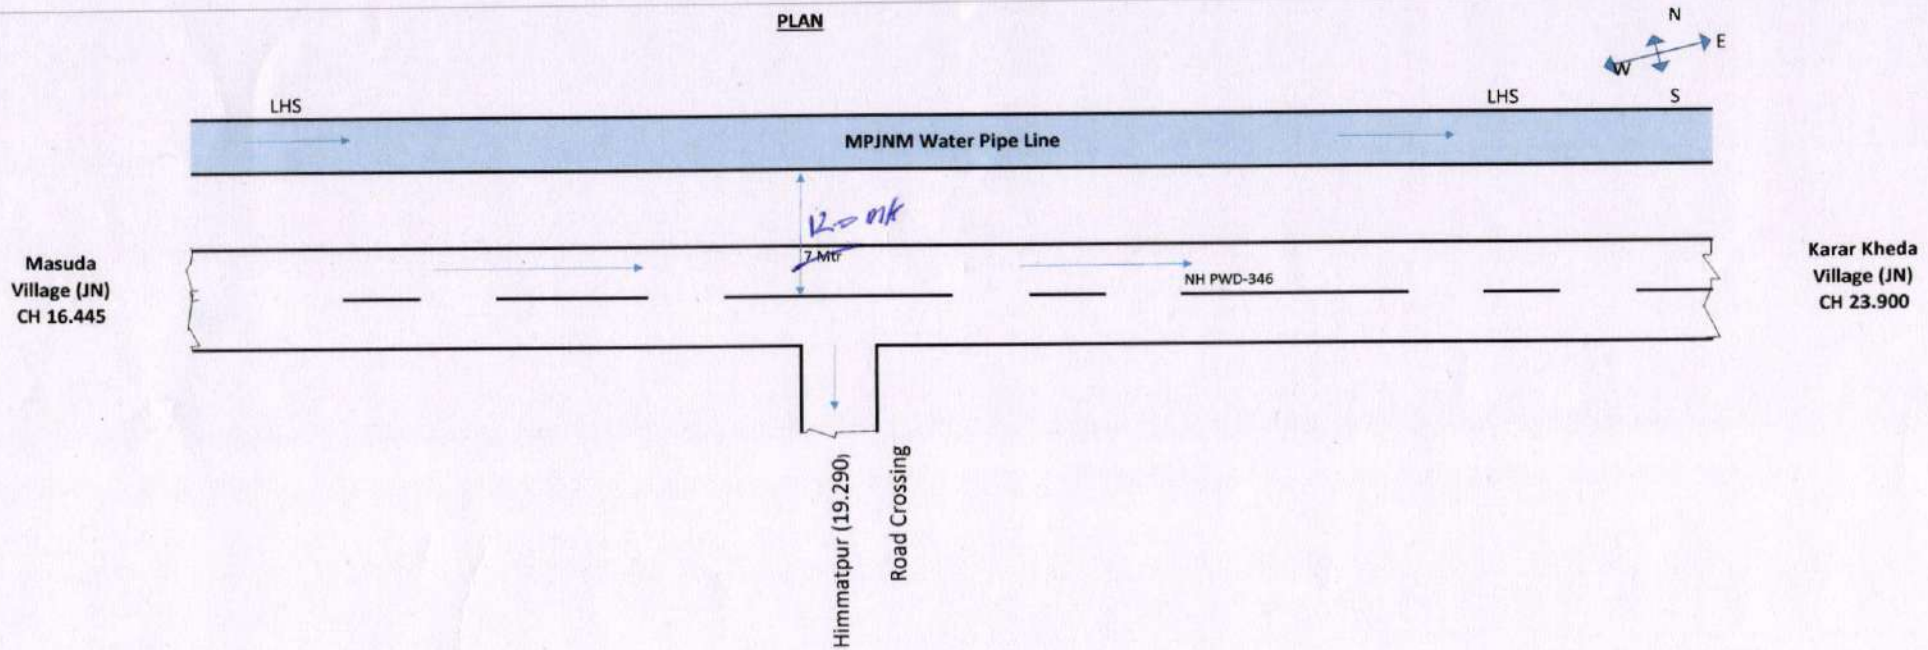 PLAN
N
E
W
S
LHS
LHS
MPJNM Water Pipe Line
12.0 mt
7 Mtr
NH PWD-346
Masuda
Village (JN)
CH 16.445
Karar Kheda
Village (JN)
CH 23.900
Himmatpur (19.290)
Road Crossing